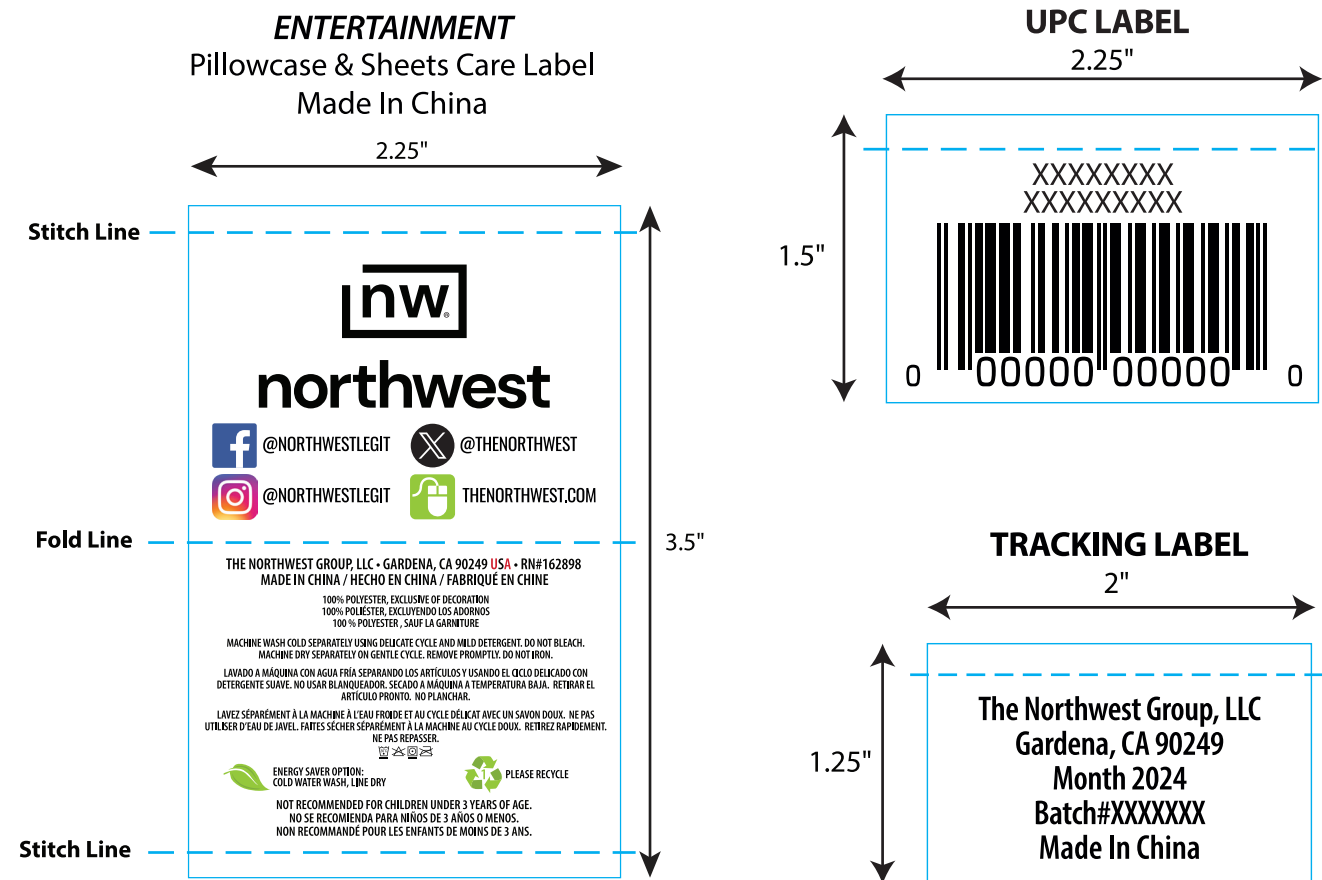 ENTERTAINMENT
Pillowcase & Sheets Care Label
Made In China
2.25"
Stitch Line
nw®
northwest
@NORTHWESTLEGIT
@THENORTHWEST
@NORTHWESTLEGIT
THENORTHWEST.COM
Fold Line
3.5"
THE NORTHWEST GROUP, LLC • GARDENA, CA 90249 USA • RN#162898
MADE IN CHINA / HECHO EN CHINA / FABRIQUÉ EN CHINE
100% POLYESTER, EXCLUSIVE OF DECORATION
100% POLIÉSTER, EXCLUYENDO LOS ADORNOS
100 % POLYESTER , SAUF LA GARNITURE
MACHINE WASH COLD SEPARATELY USING DELICATE CYCLE AND MILD DETERGENT. DO NOT BLEACH.
MACHINE DRY SEPARATELY ON GENTLE CYCLE. REMOVE PROMPTLY. DO NOT IRON.
LAVADO A MÁQUINA CON AGUA FRÍA SEPARANDO LOS ARTÍCULOS Y USANDO EL CICLO DELICADO CON
DETERGENTE SUAVE. NO USAR BLANQUEADOR. SECADO A MÁQUINA A TEMPERATURA BAJA. RETIRAR EL
ARTÍCULO PRONTO. NO PLANCHAR.
LAVEZ SÉPARÉMENT À LA MACHINE À L'EAU FROIDE ET AU CYCLE DÉLICAT AVEC UN SAVON DOUX. NE PAS
UTILISER D'EAU DE JAVEL. FAITES SÉCHER SÉPARÉMENT À LA MACHINE AU CYCLE DOUX. RETIREZ RAPIDEMENT.
NE PAS REPASSER.
ENERGY SAVER OPTION:
COLD WATER WASH, LINE DRY
1
PLEASE RECYCLE
NOT RECOMMENDED FOR CHILDREN UNDER 3 YEARS OF AGE.
NO SE RECOMIENDA PARA NIÑOS DE 3 AÑOS O MENOS.
NON RECOMMANDÉ POUR LES ENFANTS DE MOINS DE 3 ANS.
Stitch Line
UPC LABEL
2.25"
1.5"
XXXXXXXX
XXXXXXXXX
0 00000 00000 0
TRACKING LABEL
2"
1.25"
The Northwest Group, LLC
Gardena, CA 90249
Month 2024
Batch#XXXXXXX
Made In China